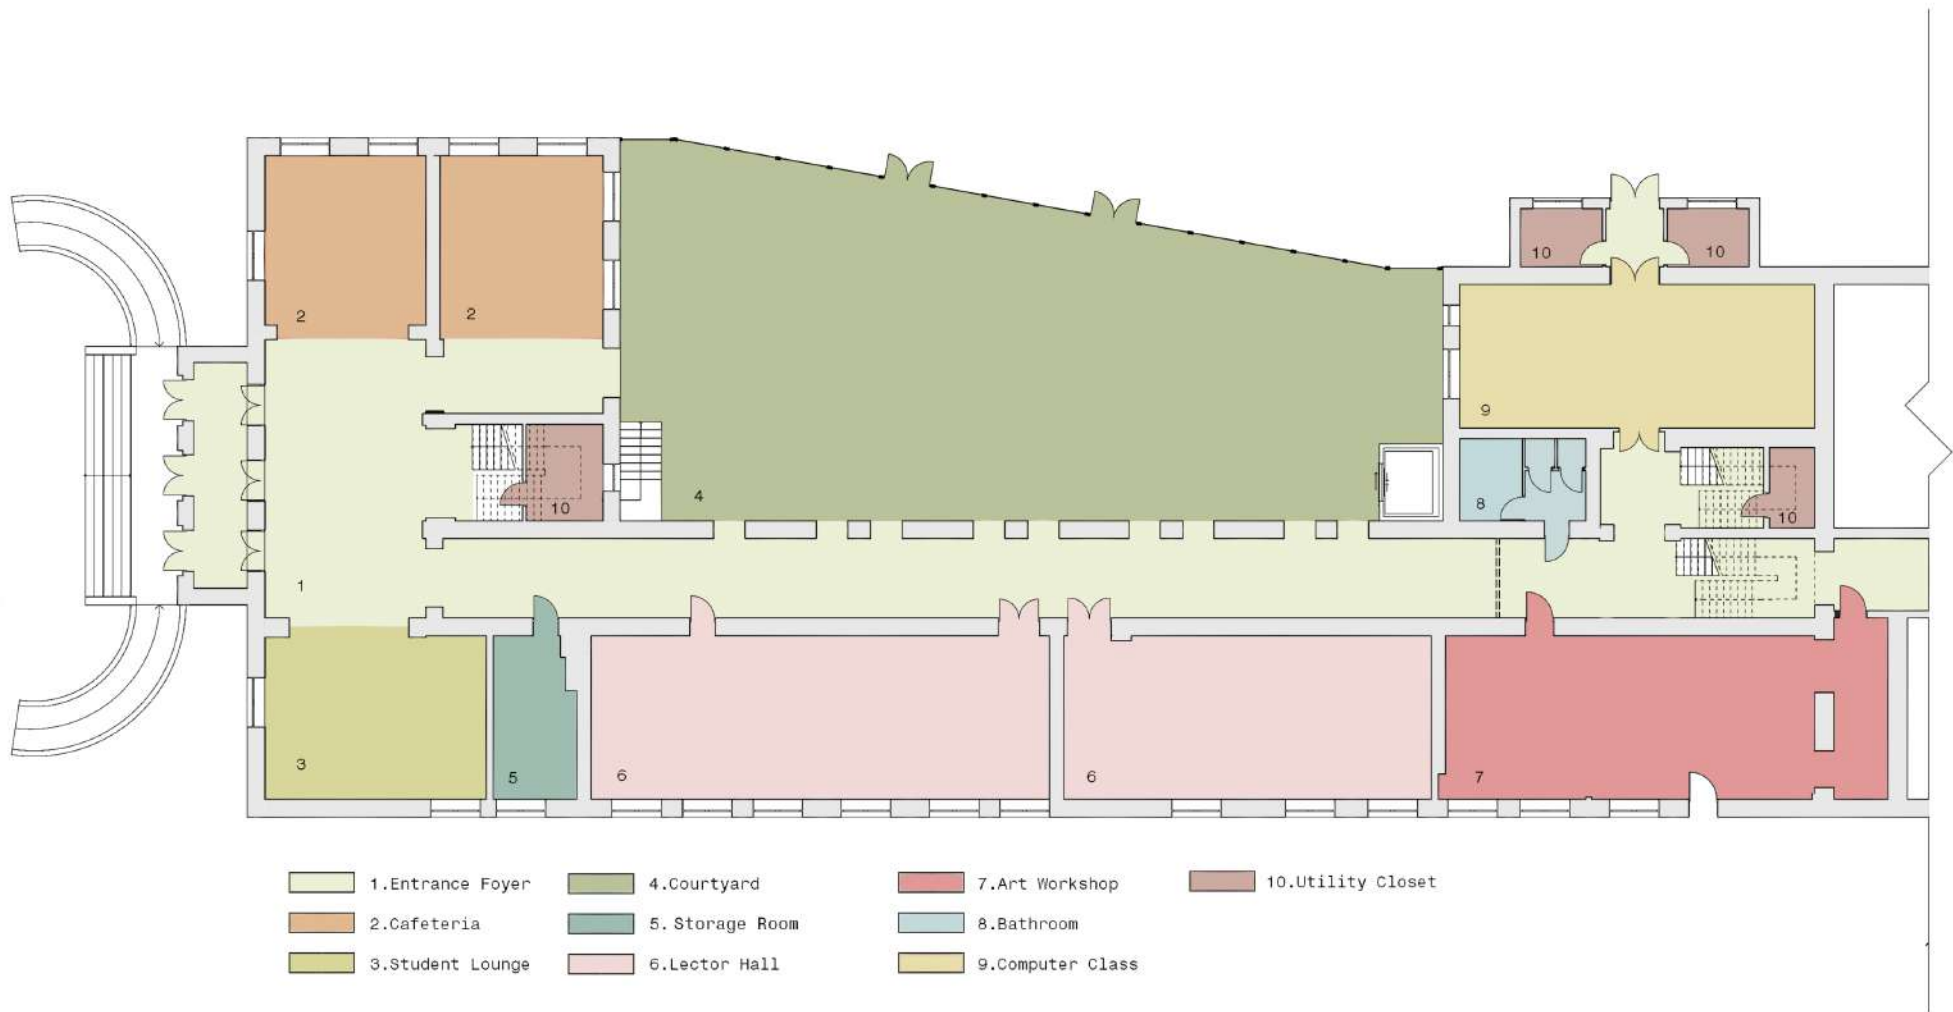 10
10
2
2
9
4
8
10
10
1
3
5
6
6
7
1.Entrance Foyer
2.Cafeteria
3.Student Lounge
4.Courtyard
5. Storage Room
6.Lector Hall
7.Art Workshop
8.Bathroom
9.Computer Class
10.Utility Closet